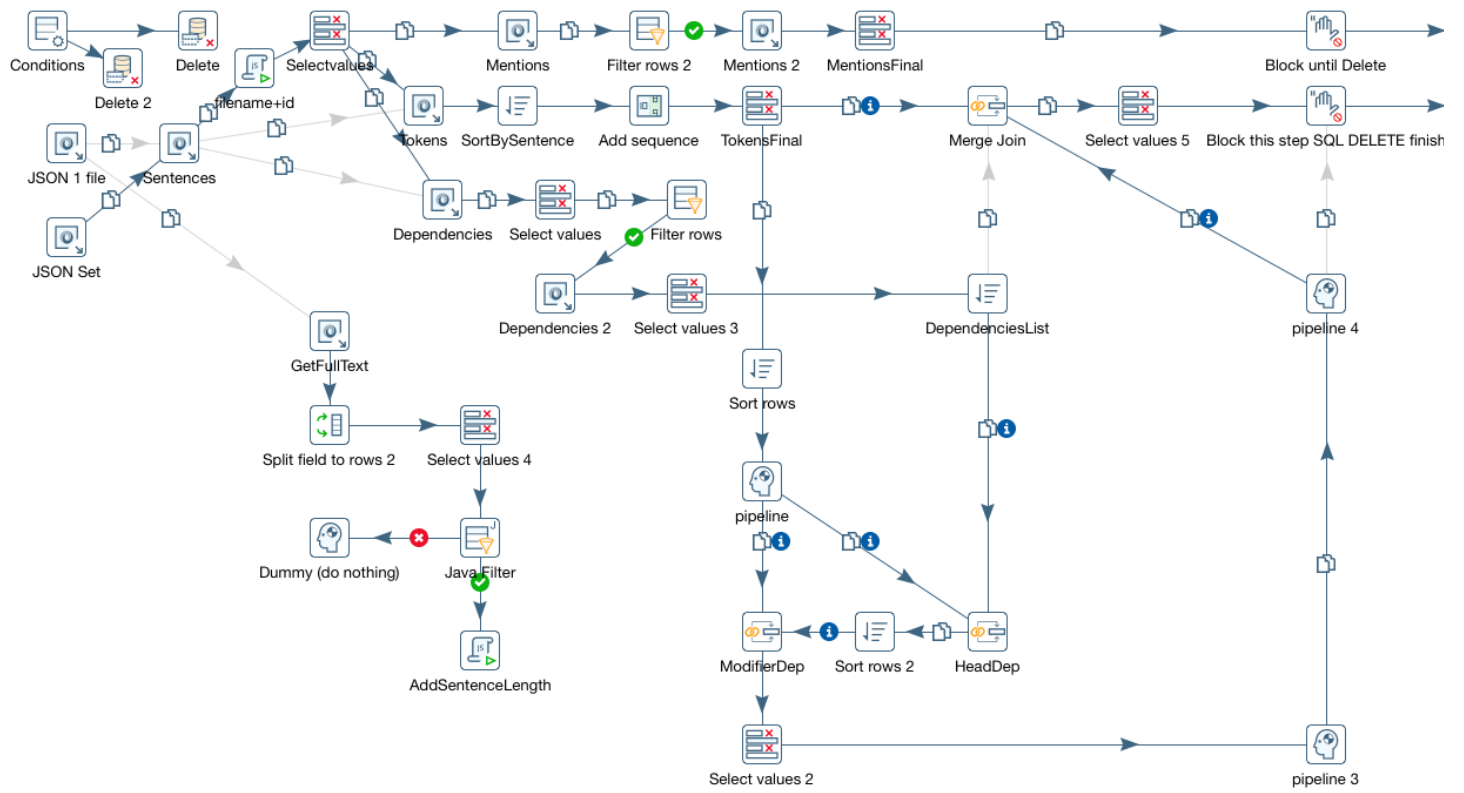 Conditions
Delete
Selectvalues
Mentions
Filter rows 2
Mentions 2
MentionsFinal
Block until Delete
Delete 2
filename+id
Tokens
SortBySentence
Add sequence
TokensFinal
Merge Join
Select values 5
Block this step SQL DELETE finish
JSON 1 file
Sentences
Dependencies
Select values
Filter rows
JSON Set
Dependencies 2
Select values 3
DependenciesList
pipeline 4
GetFullText
Sort rows
Split field to rows 2
Select values 4
pipeline
Dummy (do nothing)
Java Filter
ModifierDep
Sort rows 2
HeadDep
AddSentenceLength
Select values 2
pipeline 3